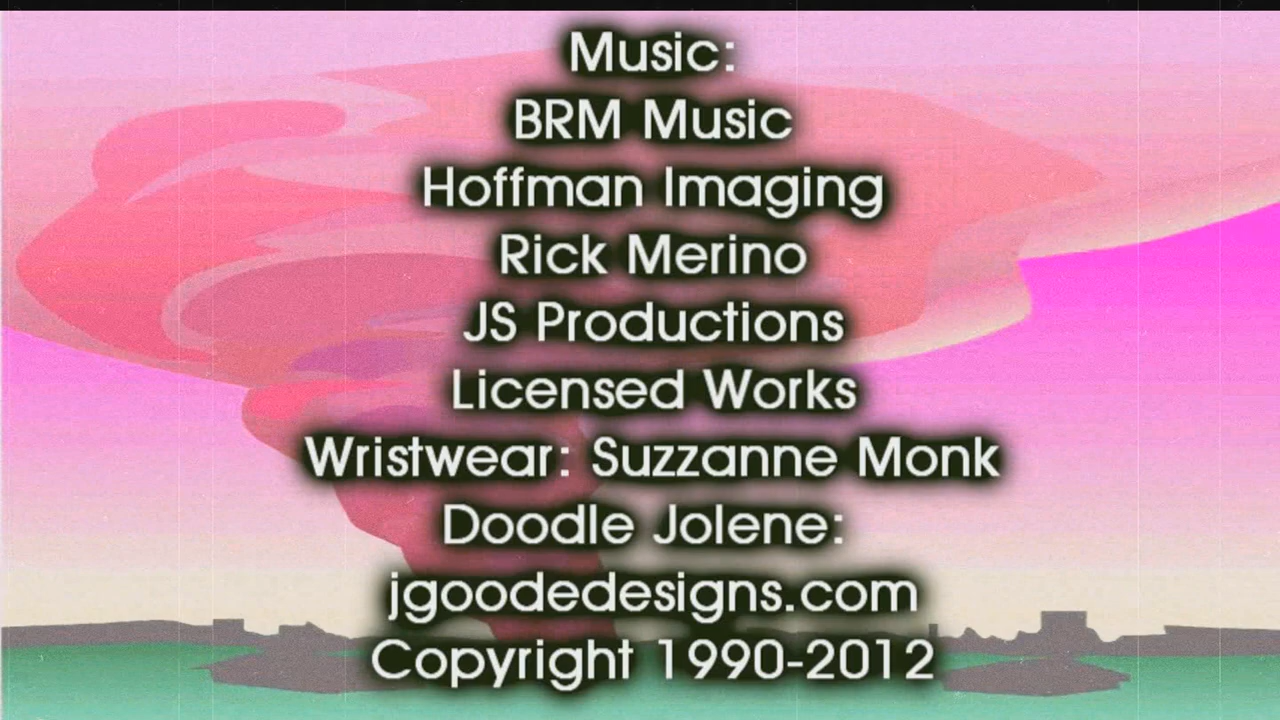 Music:
BRM Music
Hoffman Imaging
Rick Merino
JS Productions
Licensed Works
Wristwear: Suzzanne Monk
Doodle Jolene:
jgoodedesigns.com
Copyright 1990-2012